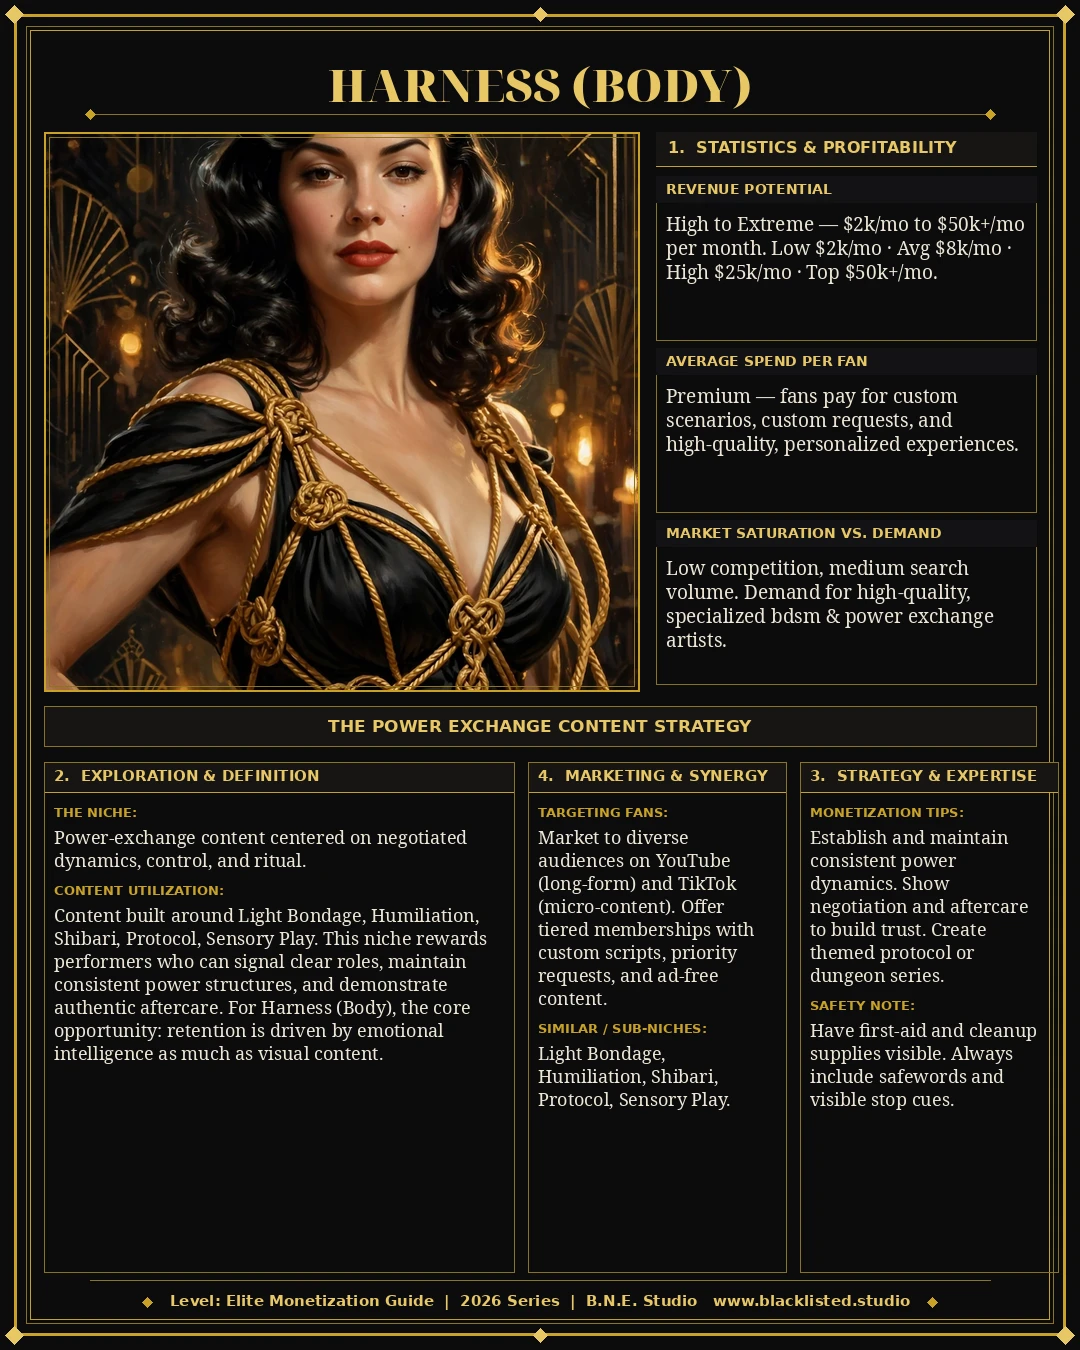 HARNESS (BODY)
1. STATISTICS & PROFITABILITY
REVENUE POTENTIAL
High to Extreme — $2k/mo to $50k+/mo
per month. Low $2k/mo · Avg $8k/mo ·
High $25k/mo · Top $50k+/mo.
AVERAGE SPEND PER FAN
Premium — fans pay for custom
scenarios, custom requests, and
high-quality, personalized experiences.
MARKET SATURATION VS. DEMAND
Low competition, medium search
volume. Demand for high-quality,
specialized bdsm & power exchange
artists.
THE POWER EXCHANGE CONTENT STRATEGY
2. EXPLORATION & DEFINITION
THE NICHE:
Power-exchange content centered on negotiated
dynamics, control, and ritual.
CONTENT UTILIZATION:
Content built around Light Bondage, Humiliation,
Shibari, Protocol, Sensory Play. This niche rewards
performers who can signal clear roles, maintain
consistent power structures, and demonstrate
authentic aftercare. For Harness (Body), the core
opportunity: retention is driven by emotional
intelligence as much as visual content.
4. MARKETING & SYNERGY
TARGETING FANS:
Market to diverse
audiences on YouTube
(long-form) and TikTok
(micro-content). Offer
tiered memberships with
custom scripts, priority
requests, and ad-free
content.
SIMILAR / SUB-NICHES:
Light Bondage,
Humiliation, Shibari,
Protocol, Sensory Play.
3. STRATEGY & EXPERTISE
MONETIZATION TIPS:
Establish and maintain
consistent power
dynamics. Show
negotiation and aftercare
to build trust. Create
themed protocol or
dungeon series.
SAFETY NOTE:
Have first-aid and cleanup
supplies visible. Always
include safewords and
visible stop cues.
Level: Elite Monetization Guide | 2026 Series | B.N.E. Studio www.blacklisted.studio